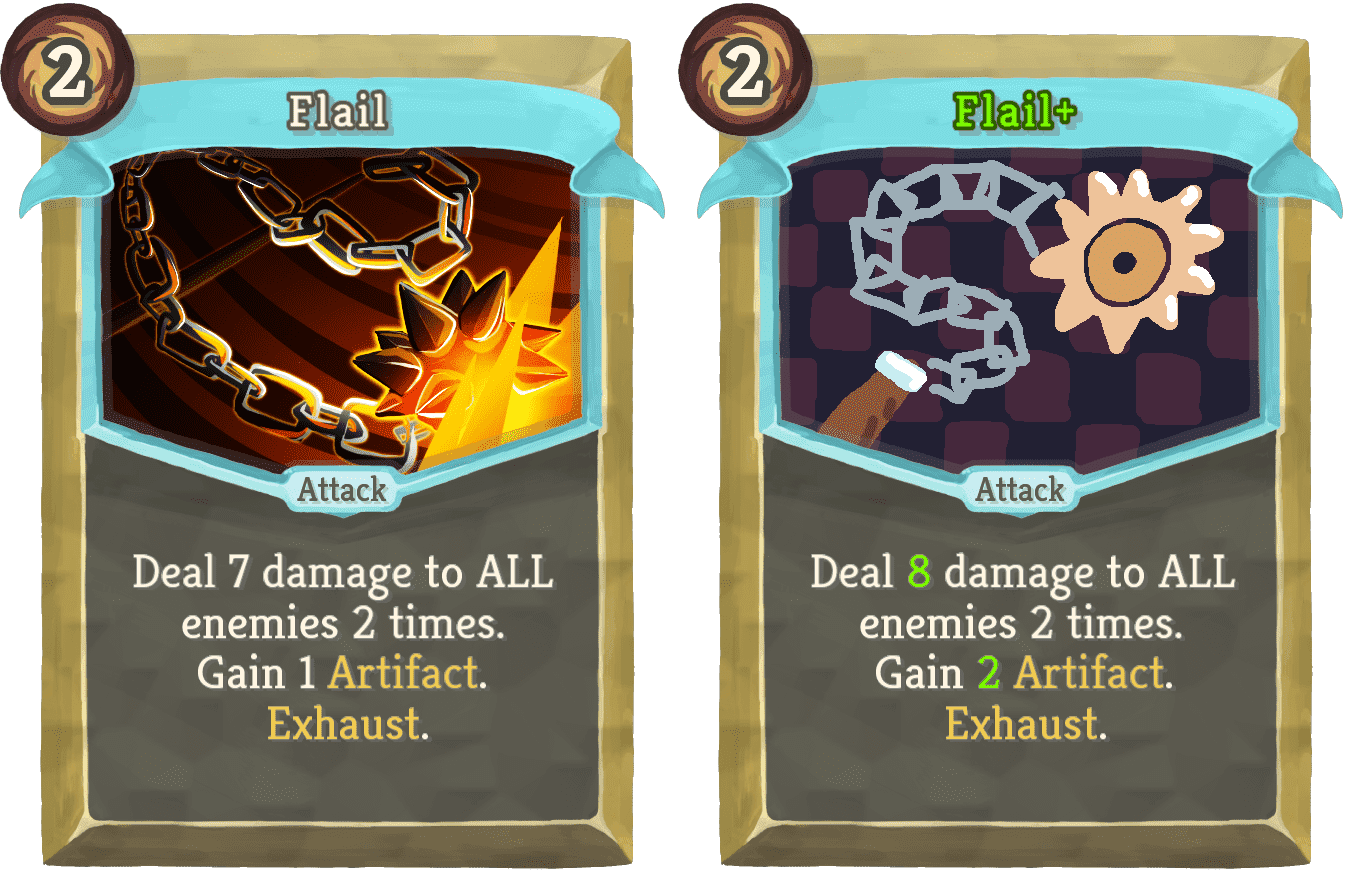 2
Flail
Attack
Deal 7 damage to ALL
enemies 2 times.
Gain 1 Artifact.
Exhaust.
2
Flail+
Attack
Deal 8 damage to ALL
enemies 2 times.
Gain 2 Artifact.
Exhaust.